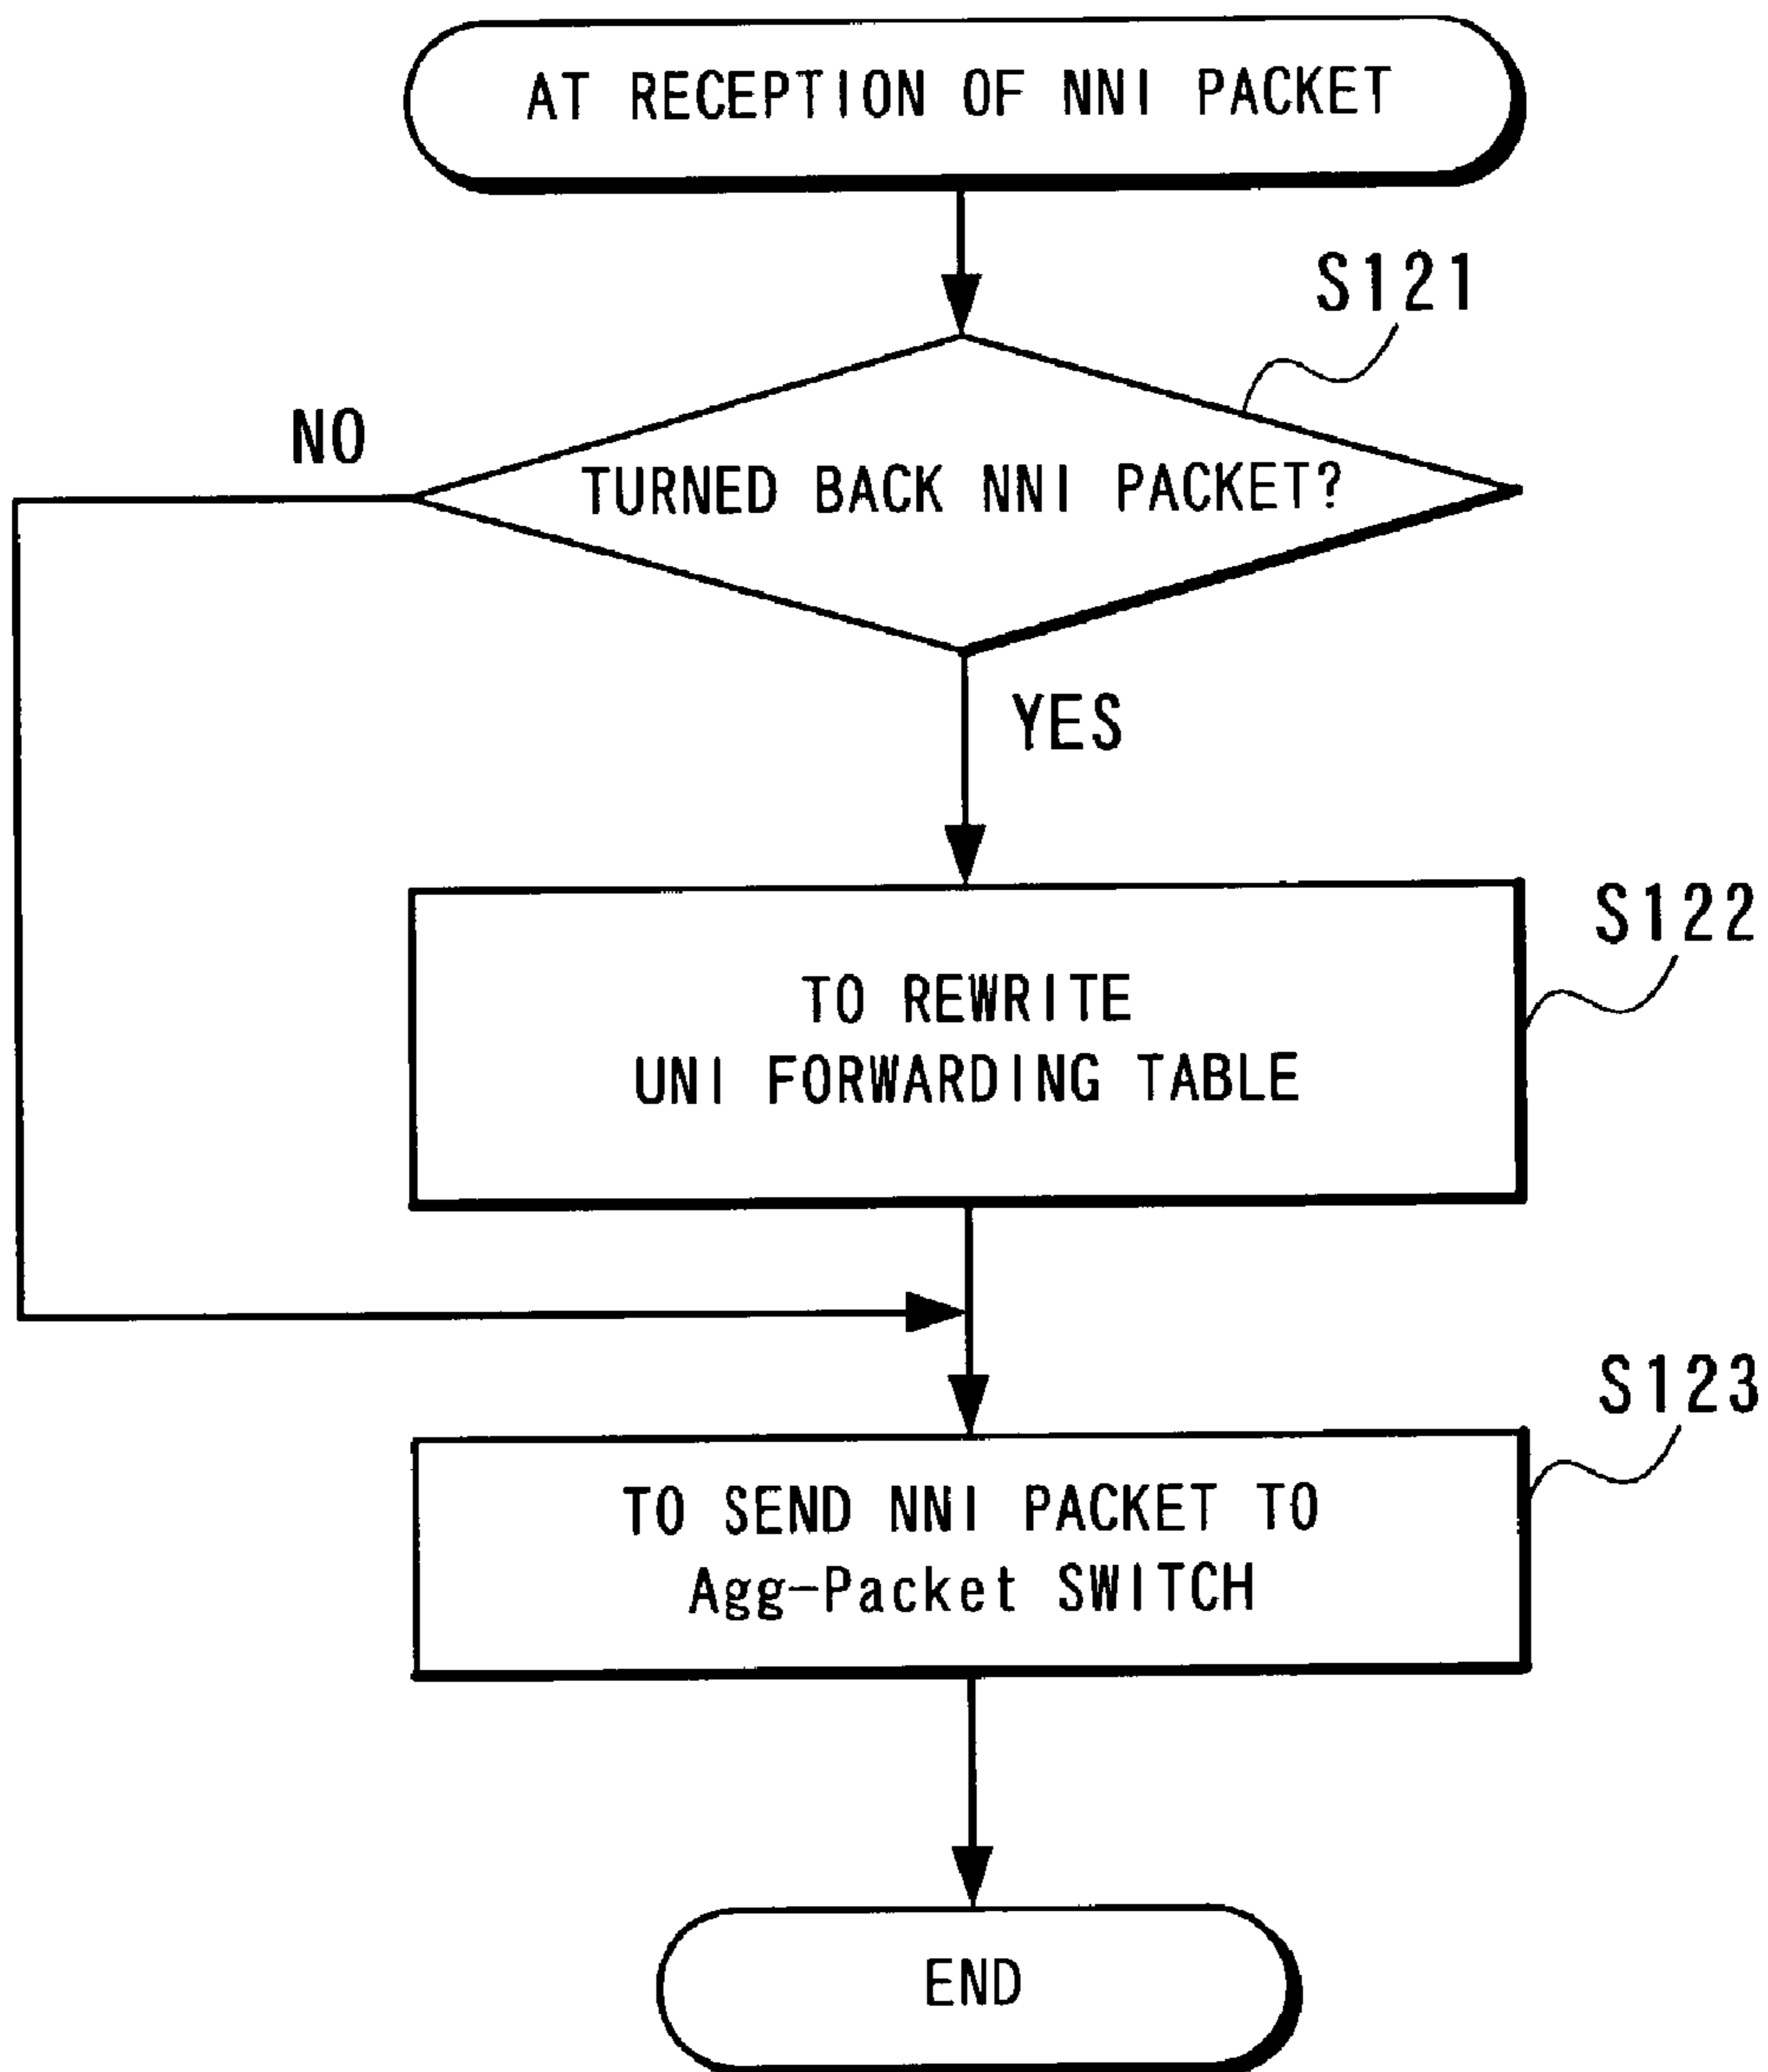 AT RECEPTION OF NNI PACKET
S121
NO
TURNED BACK NNI PACKET?
YES
S122
TO REWRITE
UNI FORWARDING TABLE
S123
TO SEND NNI PACKET TO
Agg-Packet SWITCH
END